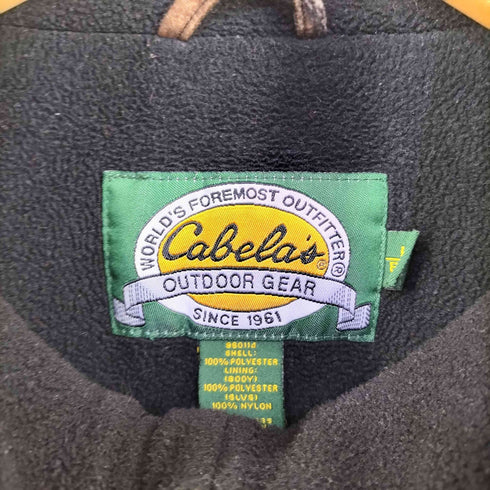 WORLD'S FOREMOST OUTFITTER®
Cabela's®
OUTDOOR GEAR
SINCE 1961
SHELL:
100% POLYESTER
LINING:
(BODY)
100% POLYESTER
(SLVS)
100% NYLON